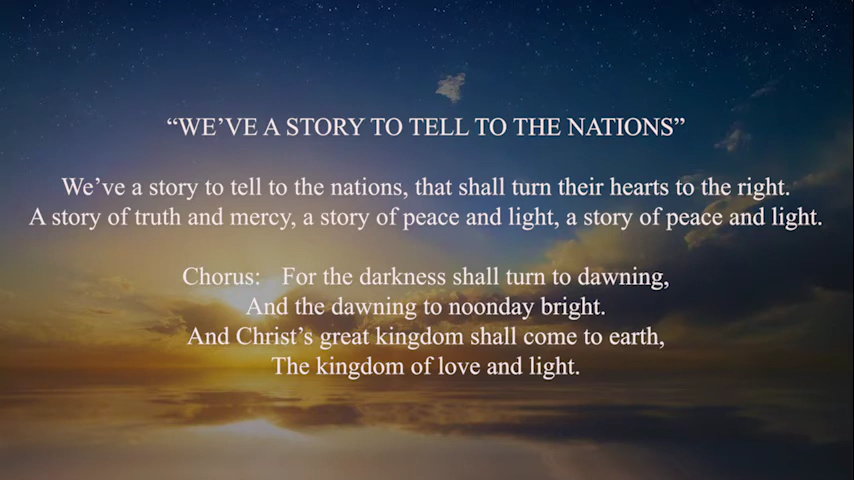 “WE’VE A STORY TO TELL TO THE NATIONS”
We’ve a story to tell to the nations, that shall turn their hearts to the right.
A story of truth and mercy, a story of peace and light, a story of peace and light.
Chorus: For the darkness shall turn to dawning,
And the dawning to noonday bright.
And Christ’s great kingdom shall come to earth,
The kingdom of love and light.